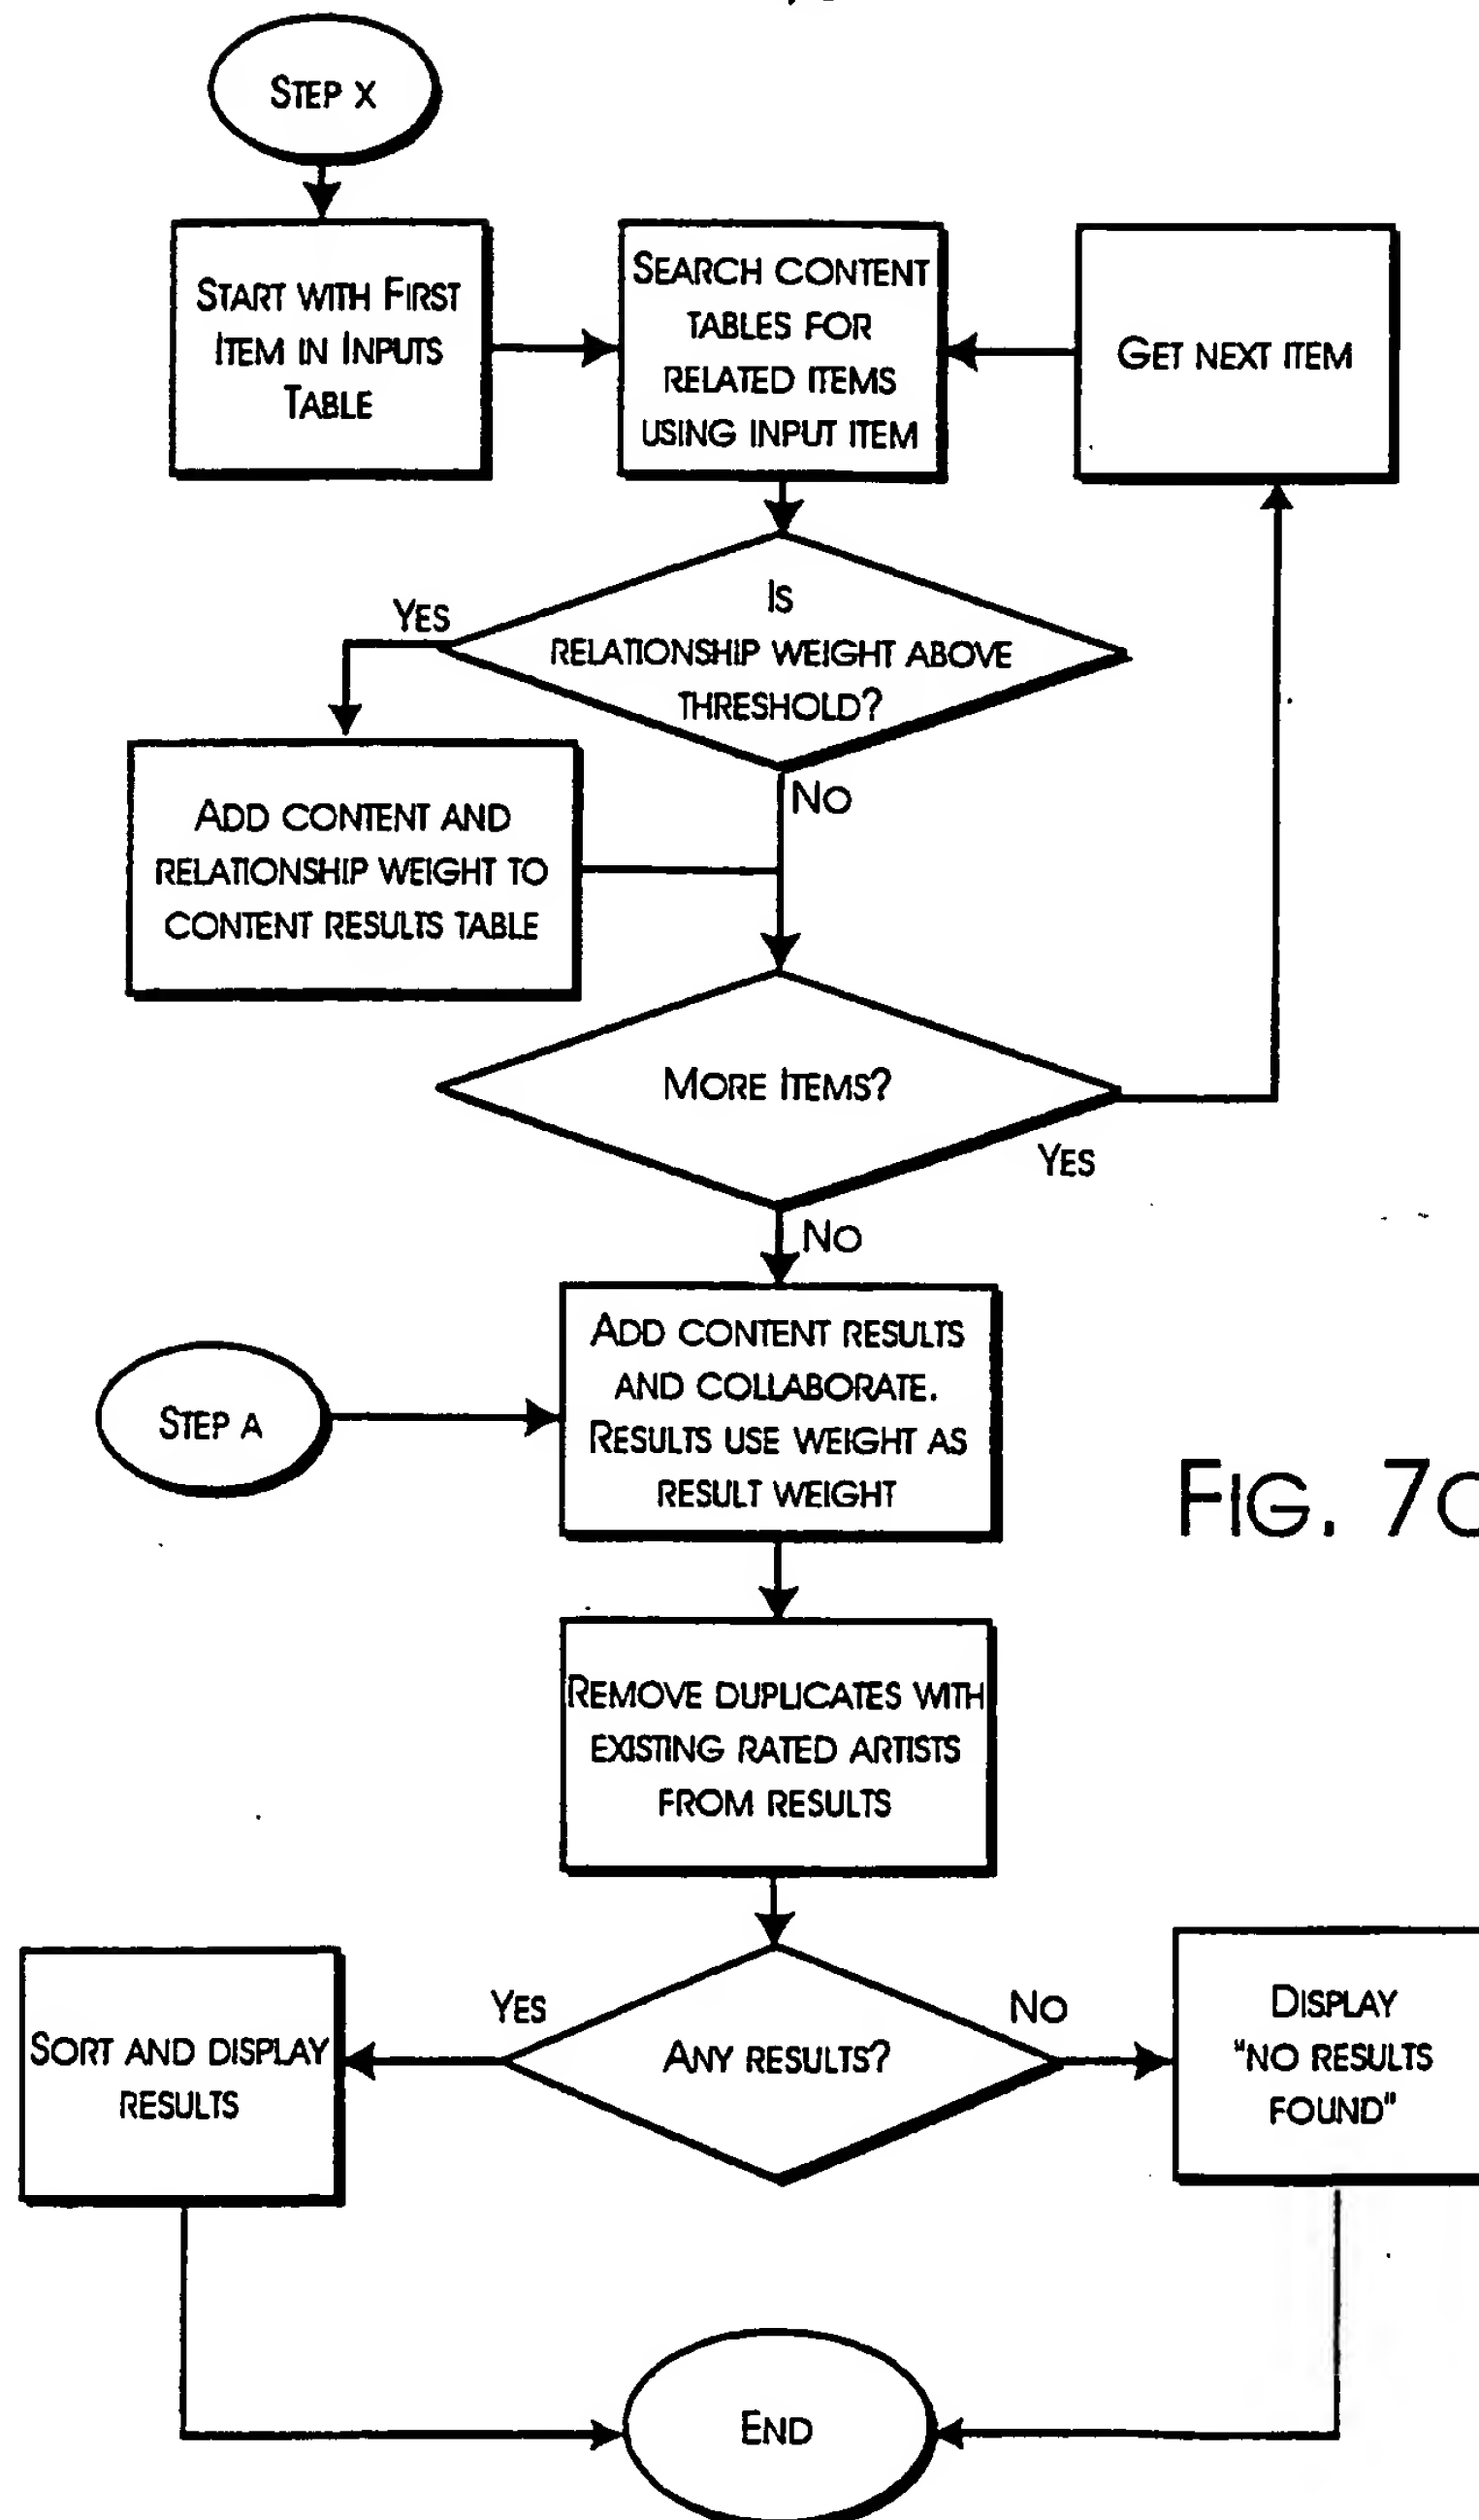 STEP X
START WITH FIRST
ITEM IN INPUTS
TABLE
SEARCH CONTENT
TABLES FOR
RELATED ITEMS
USING INPUT ITEM
GET NEXT ITEM
IS
RELATIONSHIP WEIGHT ABOVE
THRESHOLD?
YES
NO
ADD CONTENT AND
RELATIONSHIP WEIGHT TO
CONTENT RESULTS TABLE
MORE ITEMS?
YES
NO
ADD CONTENT RESULTS
AND COLLABORATE.
RESULTS USE WEIGHT AS
RESULT WEIGHT
STEP A
FIG.
REMOVE DUPLICATES WITH
EXISTING RATED ARTISTS
FROM RESULTS
YES
NO
ANY RESULTS?
SORT AND DISPLAY
RESULTS
DISPLAY
"NO RESULTS
FOUND"
END